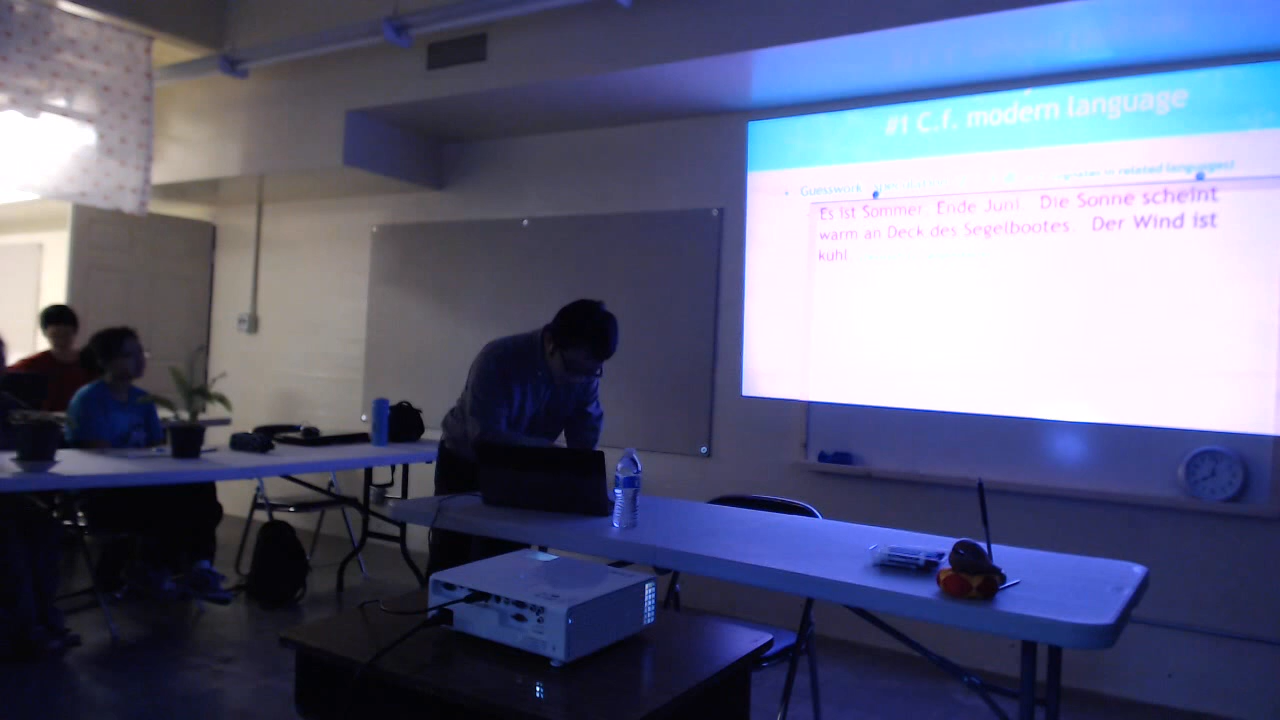 #1 C.f. modern language
Guesswork in related languages)
Es ist Sommer, Ende Juni. Die Sonne scheint
warm an Deck des Segelbootes. Der Wind ist
kühl.